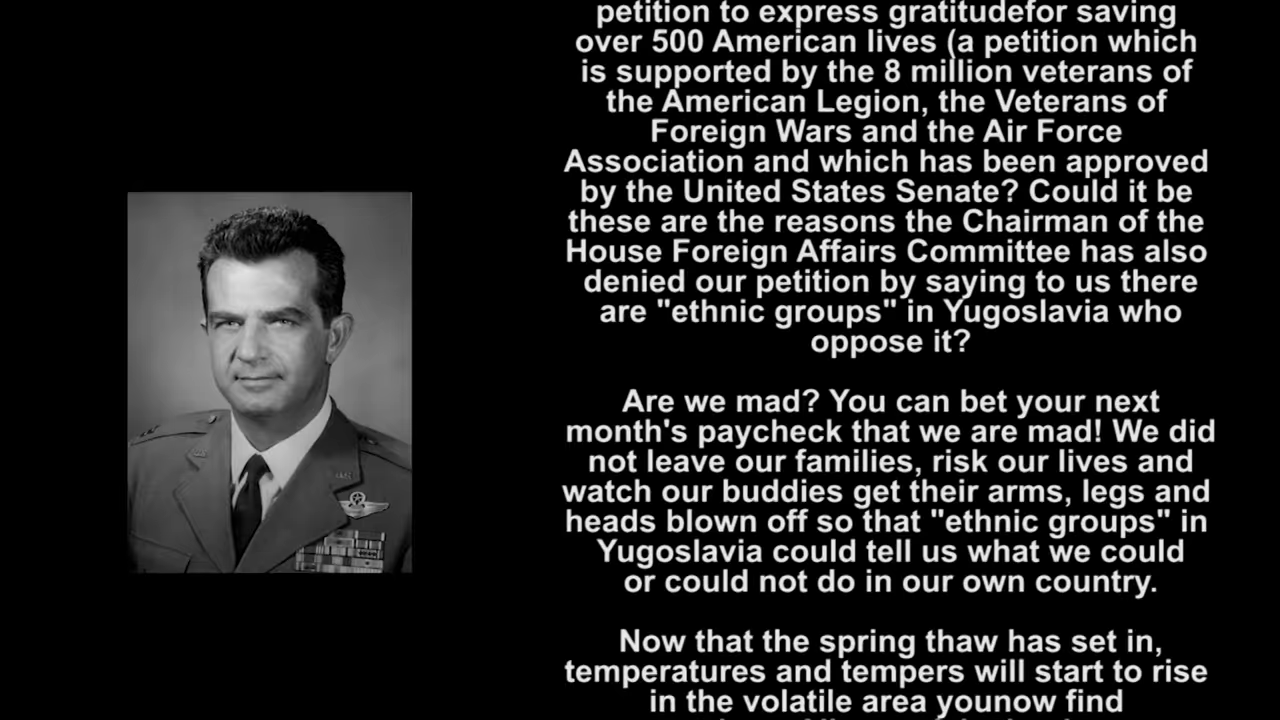 petition to express gratitudefor saving
over 500 American lives (a petition which
is supported by the 8 million veterans of
the American Legion, the Veterans of
Foreign Wars and the Air Force
Association and which has been approved
by the United States Senate? Could it be
these are the reasons the Chairman of the
House Foreign Affairs Committee has also
denied our petition by saying to us there
are "ethnic groups" in Yugoslavia who
oppose it?
Are we mad? You can bet your next
month's paycheck that we are mad! We did
not leave our families, risk our lives and
watch our buddies get their arms, legs and
heads blown off so that "ethnic groups" in
Yugoslavia could tell us what we could
or could not do in our own country.
Now that the spring thaw has set in,
temperatures and tempers will start to rise
in the volatile area younow find